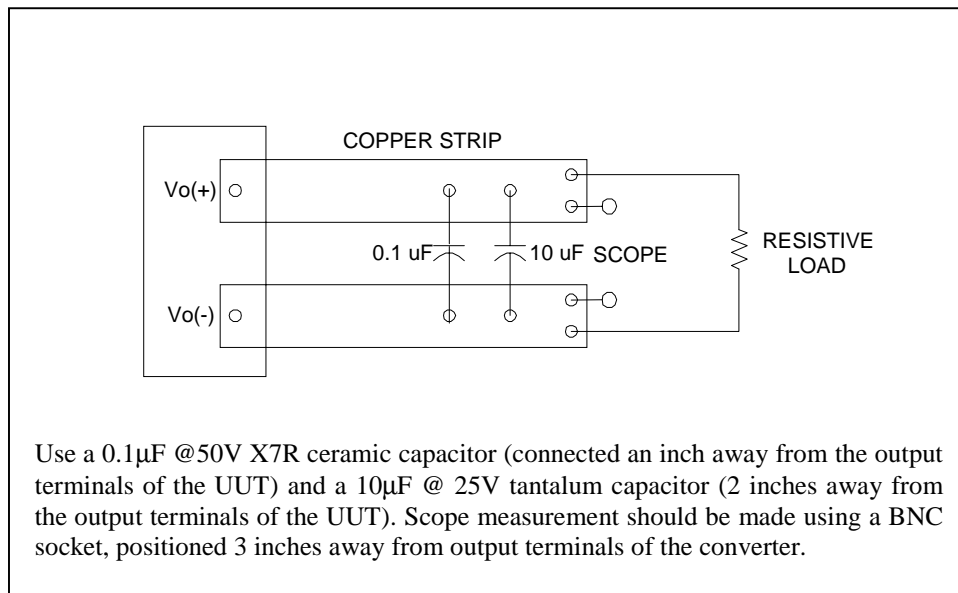 COPPER STRIP
Vo(+)
0.1 uF
10 uF
SCOPE
RESISTIVE
LOAD
Vo(-)
Use a 0.1μF @50V X7R ceramic capacitor (connected an inch away from the output
terminals of the UUT) and a 10μF @ 25V tantalum capacitor (2 inches away from
the output terminals of the UUT). Scope measurement should be made using a BNC
socket, positioned 3 inches away from output terminals of the converter.